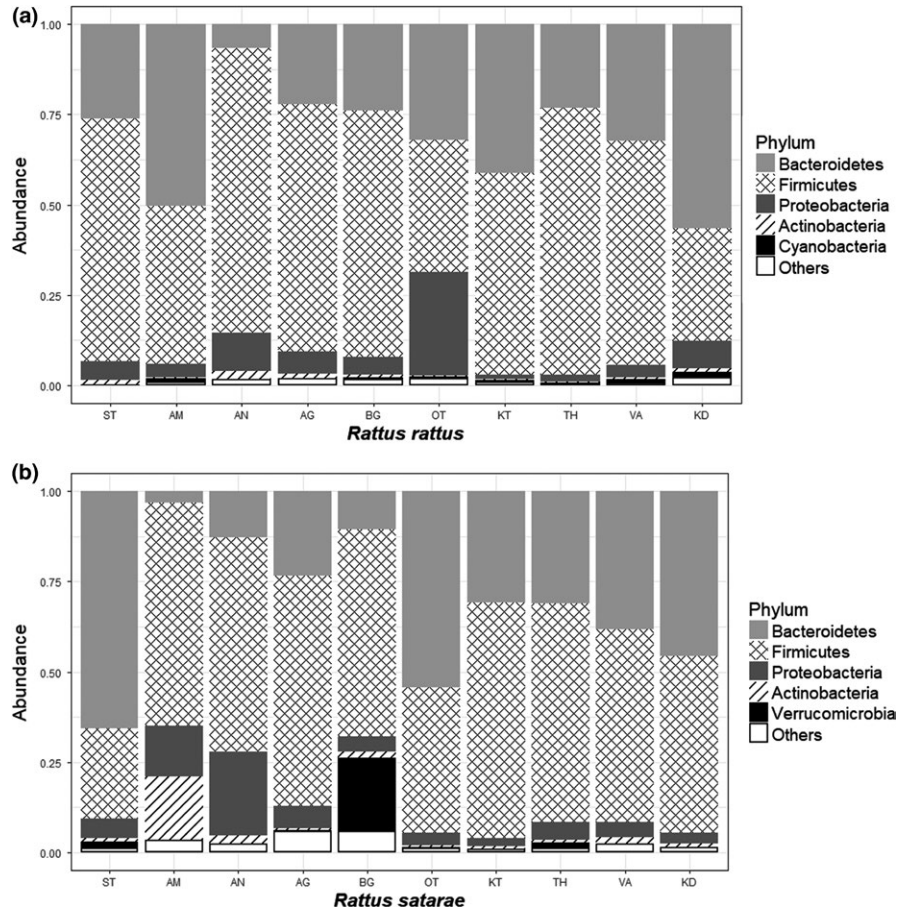 (a)
1.00
0.75
0.50
0.25
0.00
Abundance
ST AM AN AG BG OT KT TH VA KD
Rattus rattus
Phylum
Bacteroidetes
Firmicutes
Proteobacteria
Actinobacteria
Cyanobacteria
Others
(b)
1.00
0.75
0.50
0.25
0.00
Abundance
ST AM AN AG BG OT KT TH VA KD
Rattus satarae
Phylum
Bacteroidetes
Firmicutes
Proteobacteria
Actinobacteria
Verrucomicrobia
Others